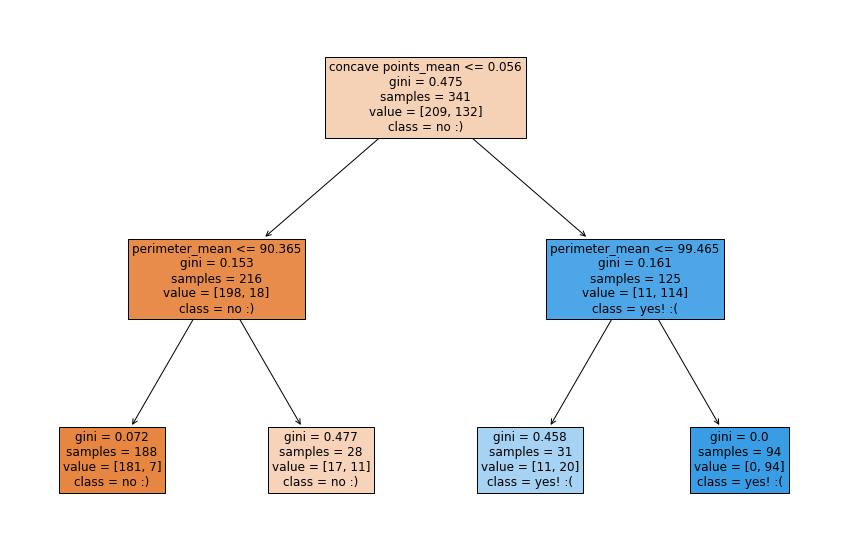 concave points_mean <= 0.056
gini = 0.475
samples = 341
value = [209, 132]
class = no :)
perimeter_mean <= 90.365
gini = 0.153
samples = 216
value = [198, 18]
class = no :)
perimeter_mean <= 99.465
gini = 0.161
samples = 125
value = [11, 114]
class = yes! :(
gini = 0.072
samples = 188
value = [181, 7]
class = no :)
gini = 0.477
samples = 28
value = [17, 11]
class = no :)
gini = 0.458
samples = 31
value = [11, 20]
class = yes! :(
gini = 0.0
samples = 94
value = [0, 94]
class = yes! :(